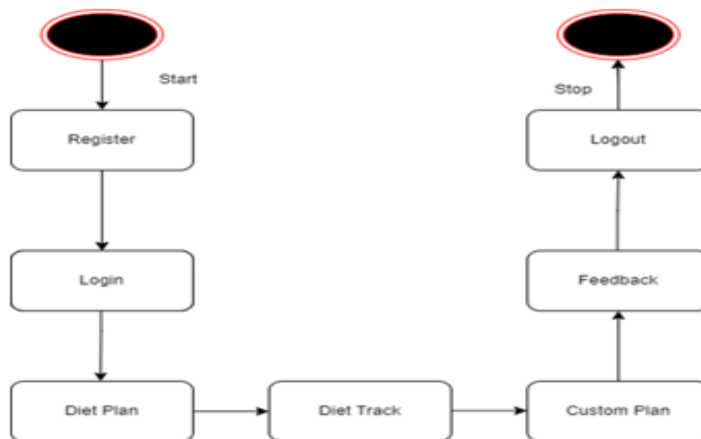 Start
Register
Login
Diet Plan
Diet Track
Custom Plan
Feedback
Logout
Stop